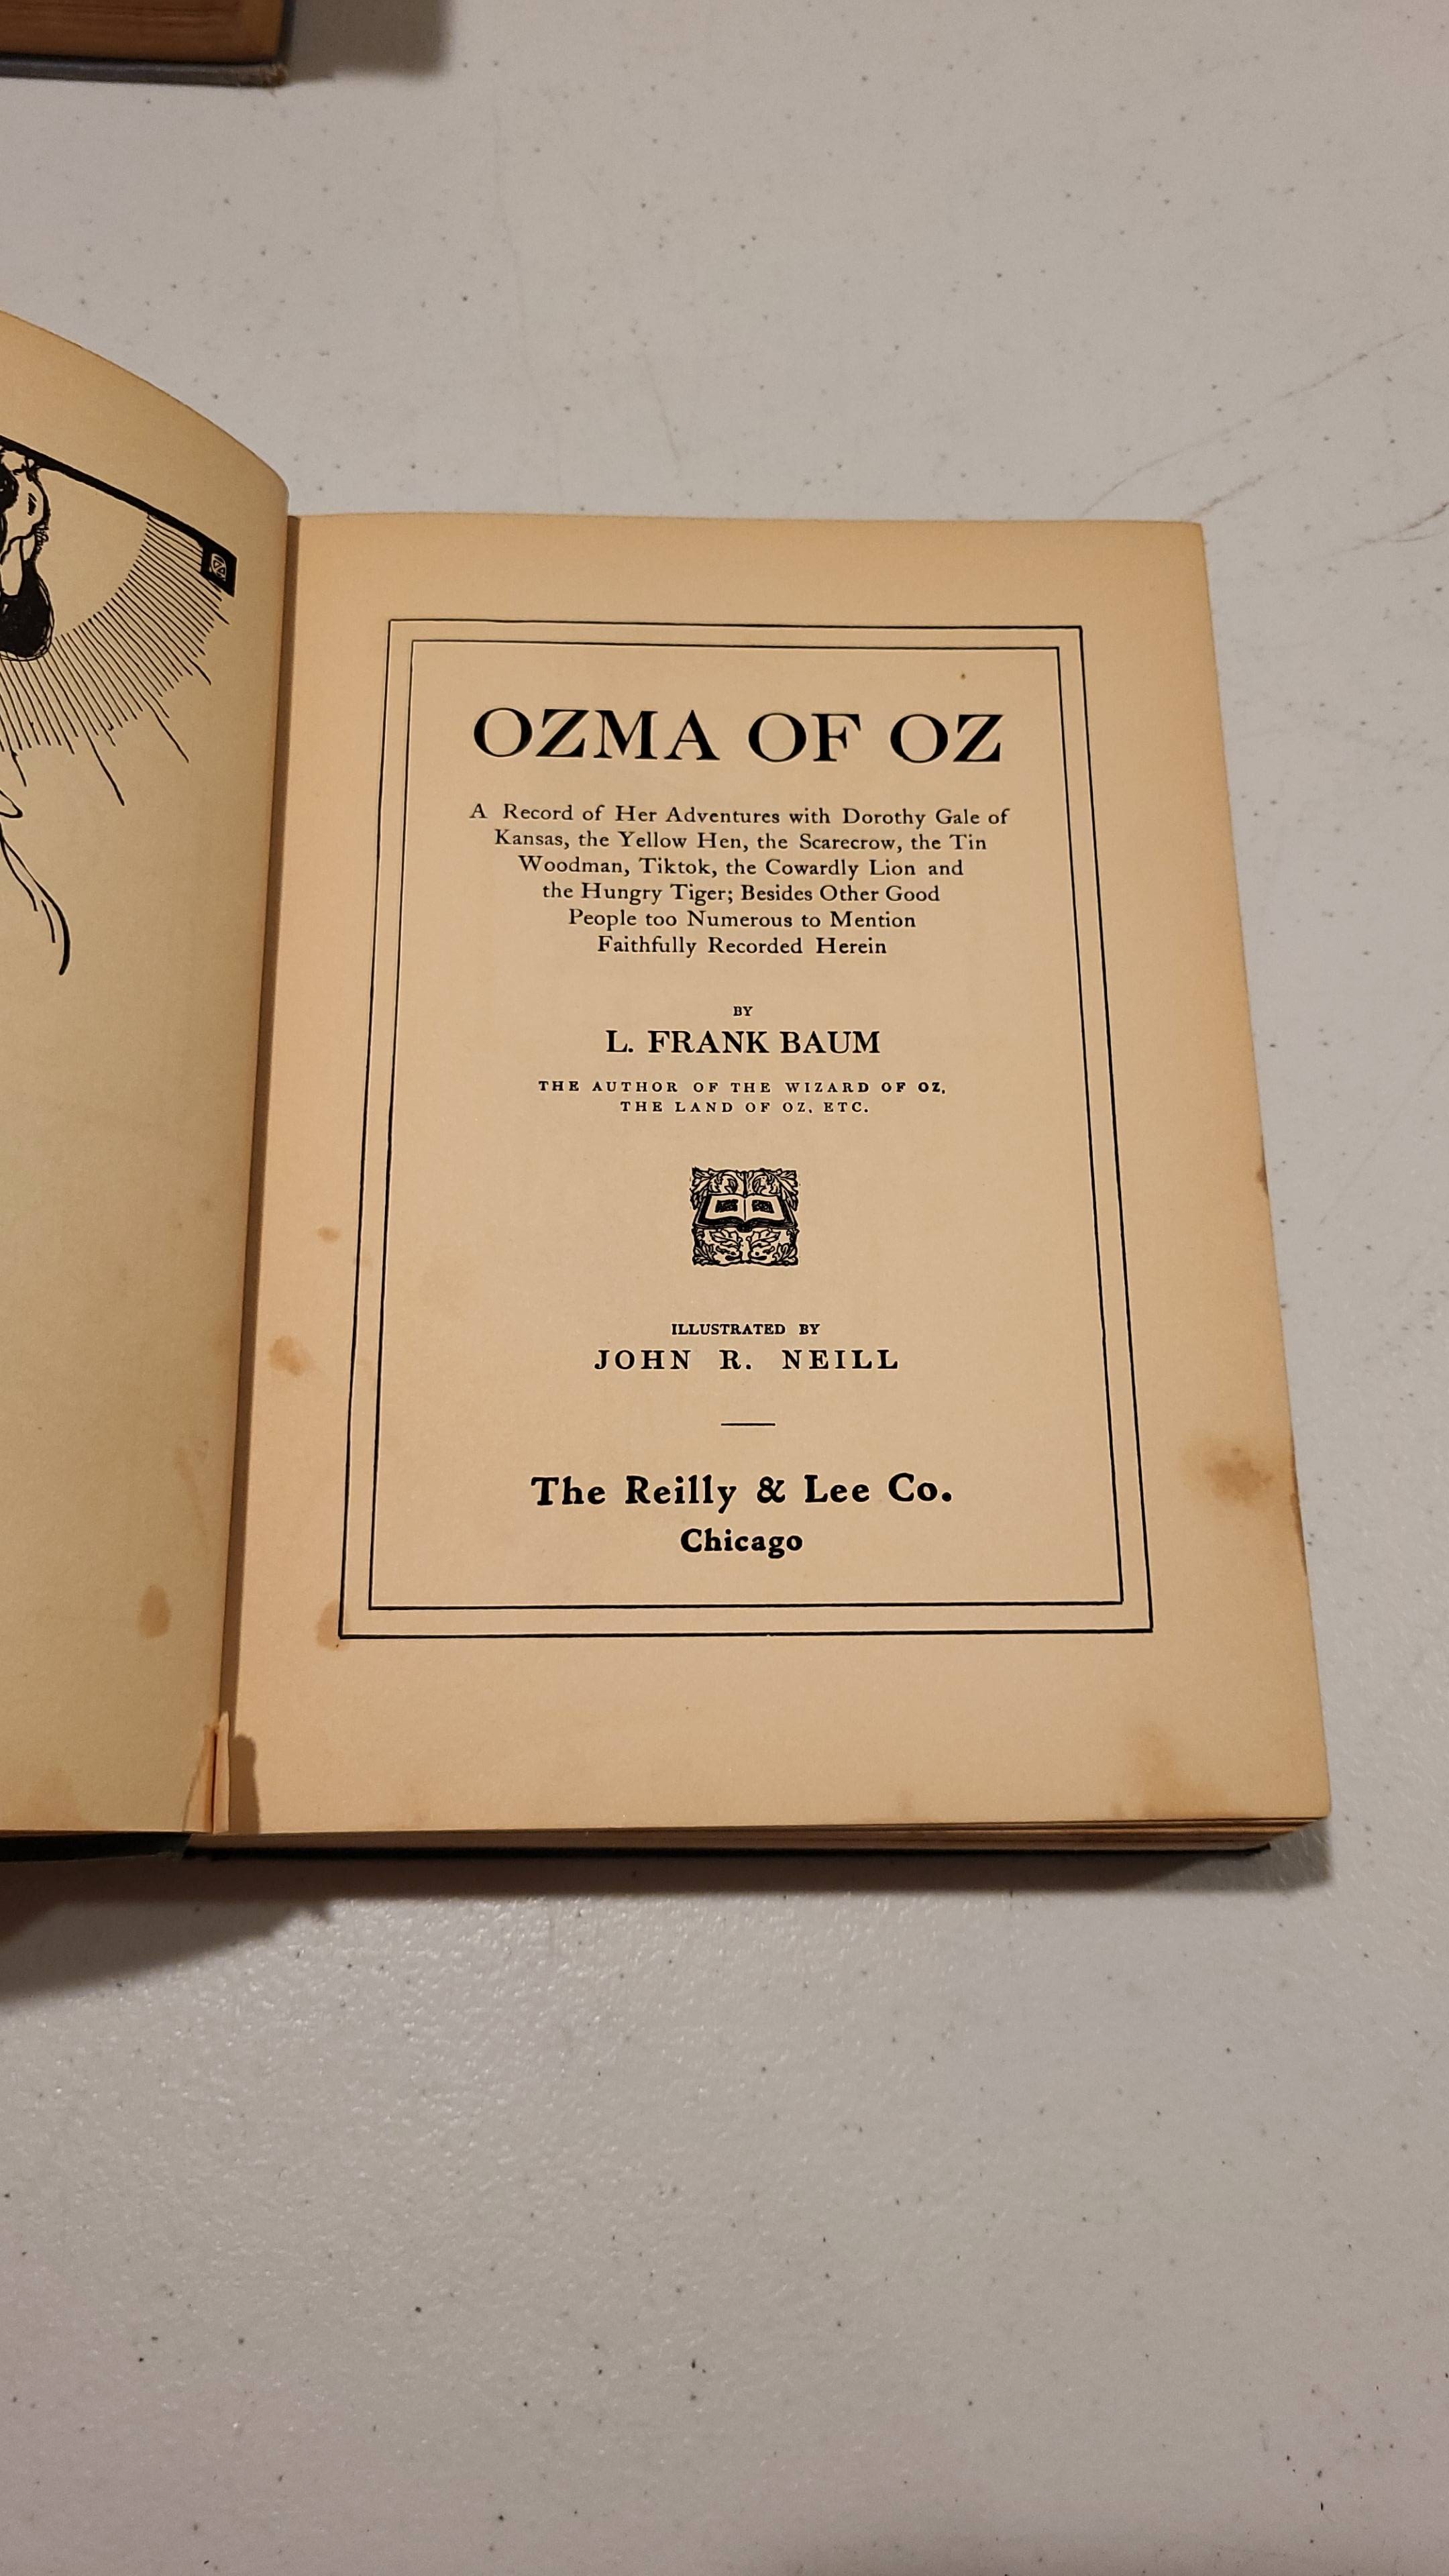 OZMA OF OZ
A Record of Her Adventures with Dorothy Gale of
Kansas, the Yellow Hen, the Scarecrow, the Tin
Woodman, Tiktok, the Cowardly Lion and
the Hungry Tiger; Besides Other Good
People too Numerous to Mention
Faithfully Recorded Herein
BY
L. FRANK BAUM
THE AUTHOR OF THE WIZARD OF OZ,
THE LAND OF OZ, ETC.
ILLUSTRATED BY
JOHN R. NEILL
The Reilly & Lee Co.
Chicago